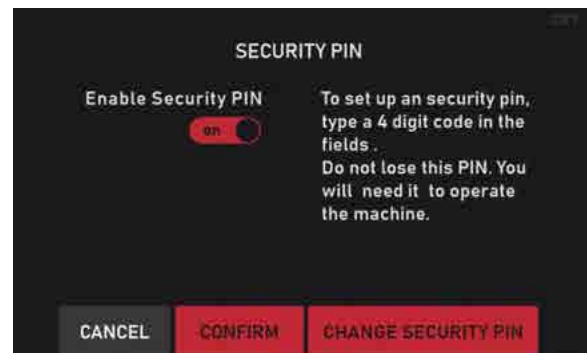 SECURITY PIN
Enable Security PIN
on
To set up an security pin,
type a 4 digit code in the
fields .
Do not lose this PIN. You
will need it to operate
the machine.
CANCEL
CONFIRM
CHANGE SECURITY PIN